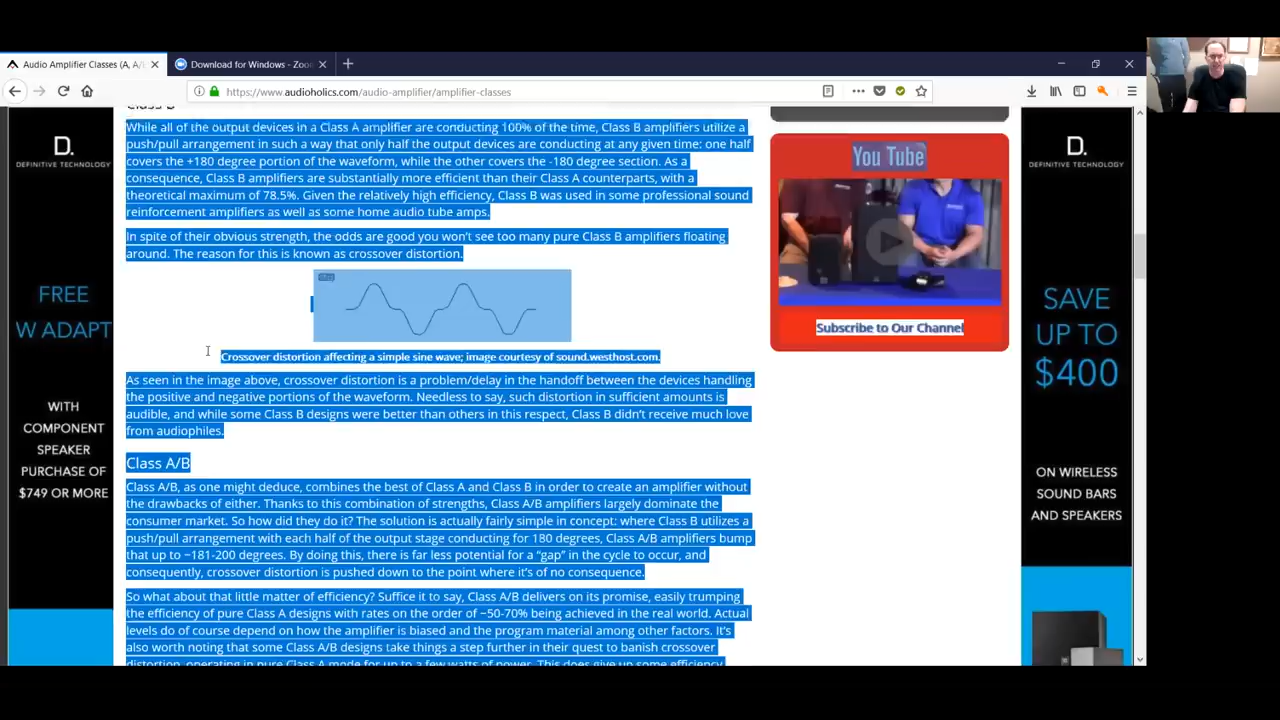 Audio Amplifier Classes (A, A/
Download for Windows - Zoo
https://www.audioholics.com/audio-amplifier/amplifier-classes
D.
DEFINITIVE TECHNOLOGY
FREE
W ADAPT
WITH
COMPONENT
SPEAKER
PURCHASE OF
$749 OR MORE
Class B
While all of the output devices in a Class A amplifier are conducting 100% of the time, Class B amplifiers utilize a
push/pull arrangement in such a way that only half the output devices are conducting at any given time: one half
covers the +180 degree portion of the waveform, while the other covers the -180 degree section. As a
consequence, Class B amplifiers are substantially more efficient than their Class A counterparts, with a
theoretical maximum of 78.5%. Given the relatively high efficiency, Class B was used in some professional sound
reinforcement amplifiers as well as some home audio tube amps.
In spite of their obvious strength, the odds are good you won't see too many pure Class B amplifiers floating
around. The reason for this is known as crossover distortion.
Crossover distortion affecting a simple sine wave; image courtesy of sound.westhost.com.
As seen in the image above, crossover distortion is a problem/delay in the handoff between the devices handling
the positive and negative portions of the waveform. Needless to say, such distortion in sufficient amounts is
audible, and while some Class B designs were better than others in this respect, Class B didn't receive much love
from audiophiles.
Class A/B
Class A/B, as one might deduce, combines the best of Class A and Class B in order to create an amplifier without
the drawbacks of either. Thanks to this combination of strengths, Class A/B amplifiers largely dominate the
consumer market. So how did they do it? The solution is actually fairly simple in concept: where Class B utilizes a
push/pull arrangement with each half of the output stage conducting for 180 degrees, Class A/B amplifiers bump
that up to ~181-200 degrees. By doing this, there is far less potential for a “gap” in the cycle to occur, and
consequently, crossover distortion is pushed down to the point where it's of no consequence.
So what about that little matter of efficiency? Suffice it to say, Class A/B delivers on its promise, easily trumping
the efficiency of pure Class A designs with rates on the order of ~50-70% being achieved in the real world. Actual
levels do of course depend on how the amplifier is biased and the program material among other factors. It's
also worth noting that some Class A/B designs take things a step further in their quest to banish crossover
distortion, operating in pure Class A mode for up to a few watts of power. This does give up some efficiency
You Tube
Subscribe to Our Channel
D.
DEFINITIVE TECHNOLOGY
SAVE
UP TO
$400
ON WIRELESS
SOUND BARS
AND SPEAKERS